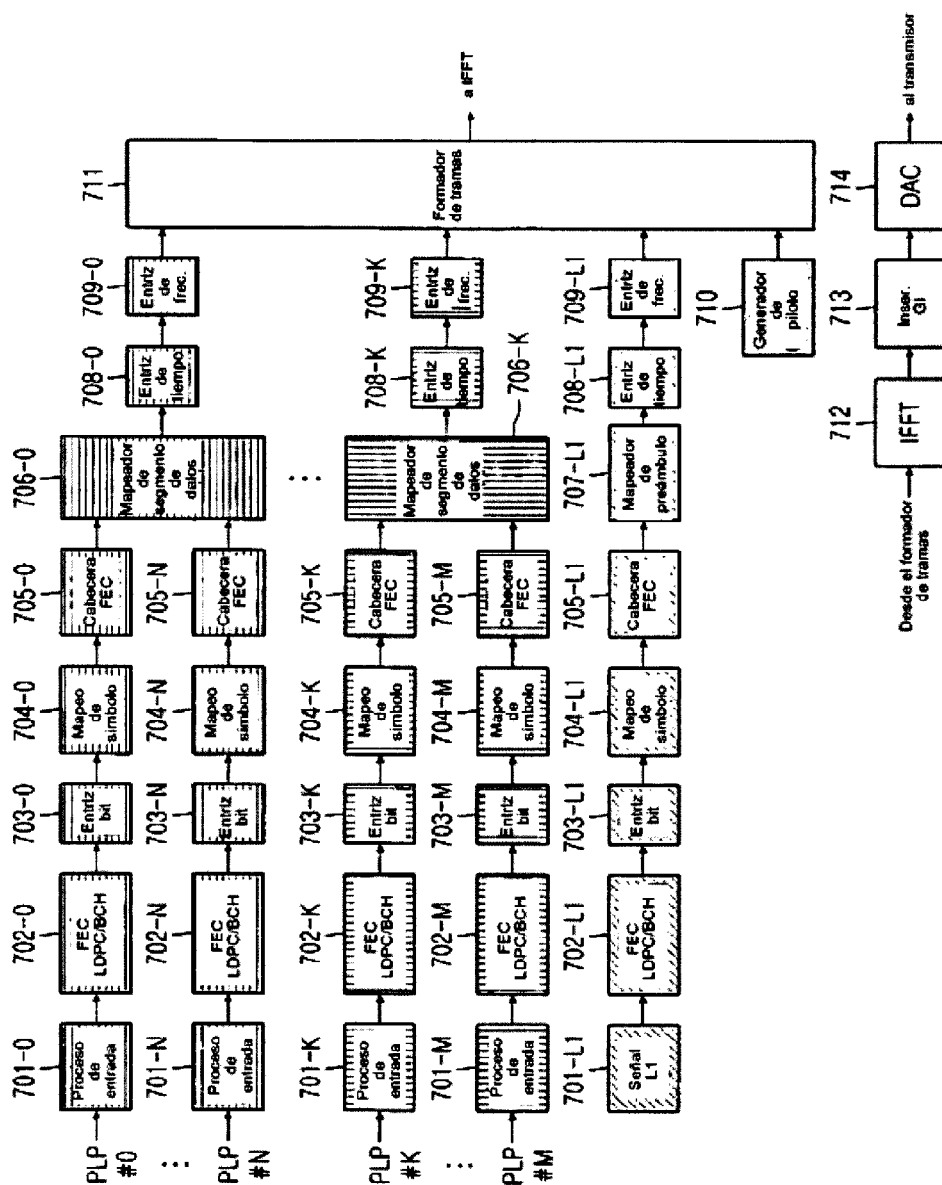 701-0
702-0
703-0
704-0
705-0
706-0
708-0
709-0
711
PLP
#0
Proceso
de
entrada
FEC
LDPC/BCH
Entrlz
bit
Mapeo
de
símbolo
Cabecera
FEC
Mapeador
de
segmento
de
datos
Entrlz
de
tiempo
Entrlz
de
frec.
Formador
de tramas
a IFFT
701-N
702-N
703-N
704-N
705-N
PLP
#N
Proceso
de
entrada
FEC
LDPC/BCH
Entrlz
bit
Mapeo
de
símbolo
Cabecera
FEC
701-K
702-K
703-K
704-K
705-K
708-K
709-K
PLP
#K
Proceso
de
entrada
FEC
LDPC/BCH
Entrlz
bit
Mapeo
de
símbolo
Cabecera
FEC
Mapeador
de
segmento
de
datos
Entrlz
de
tiempo
Entrlz
de
frec.
706-K
701-M
702-M
703-M
704-M
705-M
PLP
#M
Proceso
de
entrada
FEC
LDPC/BCH
Entrlz
bit
Mapeo
de
símbolo
Cabecera
FEC
701-L1
702-L1
703-L1
704-L1
705-L1
707-L1
708-L1
709-L1
Señal
L1
FEC
LDPC/BCH
Entrlz
bit
Mapeo
de
símbolo
Cabecera
FEC
Mapeador
de
preámbulo
Entrlz
de
tiempo
Entrlz
de
frec.
710
Generador
de
piloto
712
713
714
Desde el formador
de tramas
IFFT
Inser.
GI
DAC
al transmisor